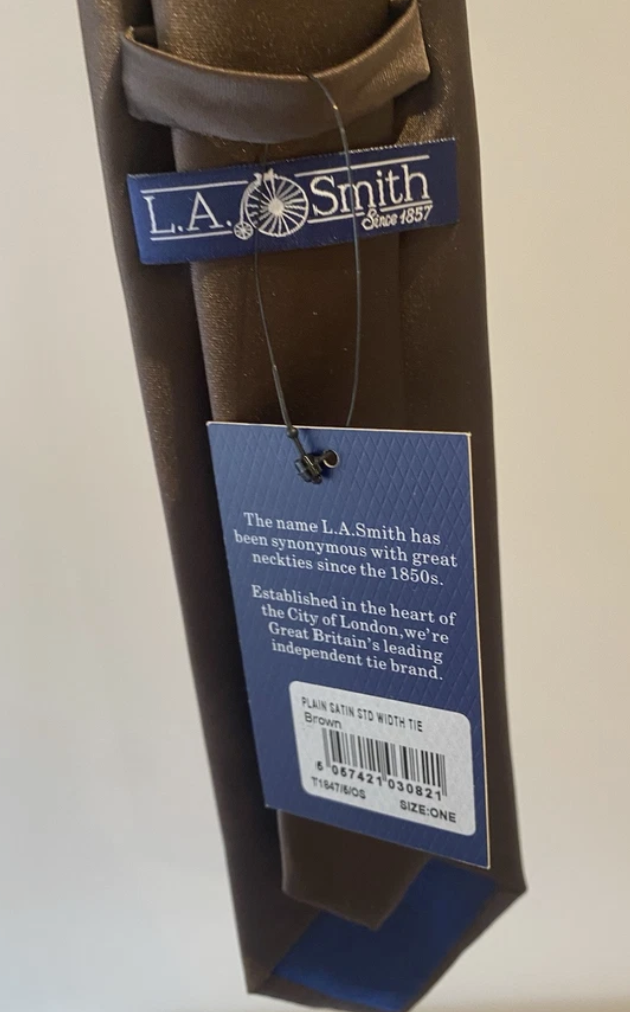 L.A. Smith
Since 1857
The name L.A.Smith has
been synonymous with great
neckties since the 1850s.
Established in the heart of
the City of London,we're
Great Britain's leading
independent tie brand.
PLAIN SATIN STD WIDTH TIE
Brown
5 057421 030821
T1647/6/OS
SIZE:ONE